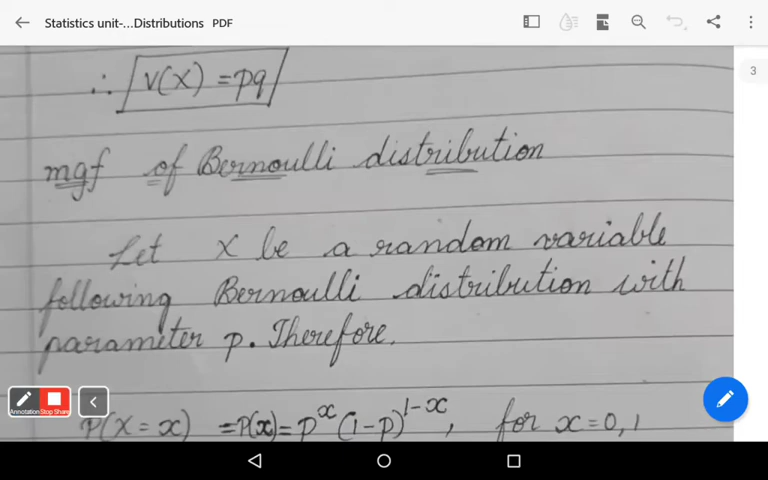 Statistics unit-...Distributions PDF
3
∴ V(X) = pq
mgf of Bernoulli distribution
Let X be a random variable
following Bernoulli distribution with
parameter p. Therefore.
Annotation Stop Share
P(X = x) = P(x) = p^x (1-p)^{1-x}, for x = 0, 1